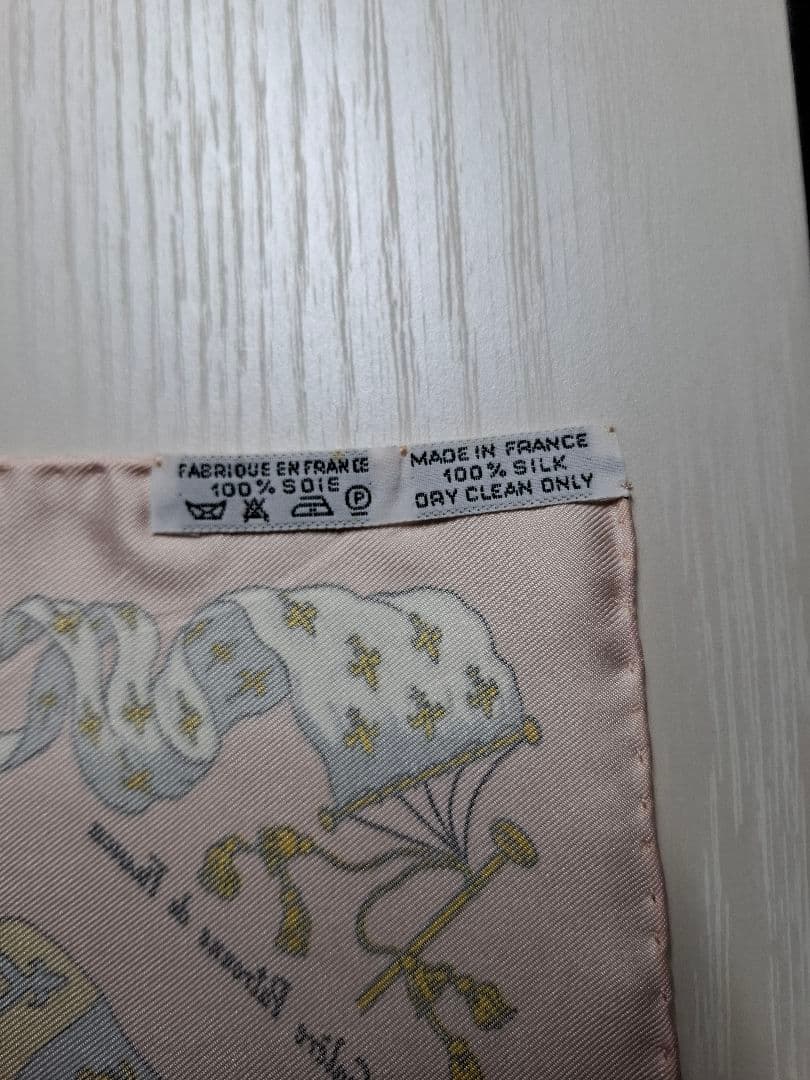 FABRIQUE EN FRANCE
100% SOIE
P
MADE IN FRANCE
100% SILK
DRY CLEAN ONLY